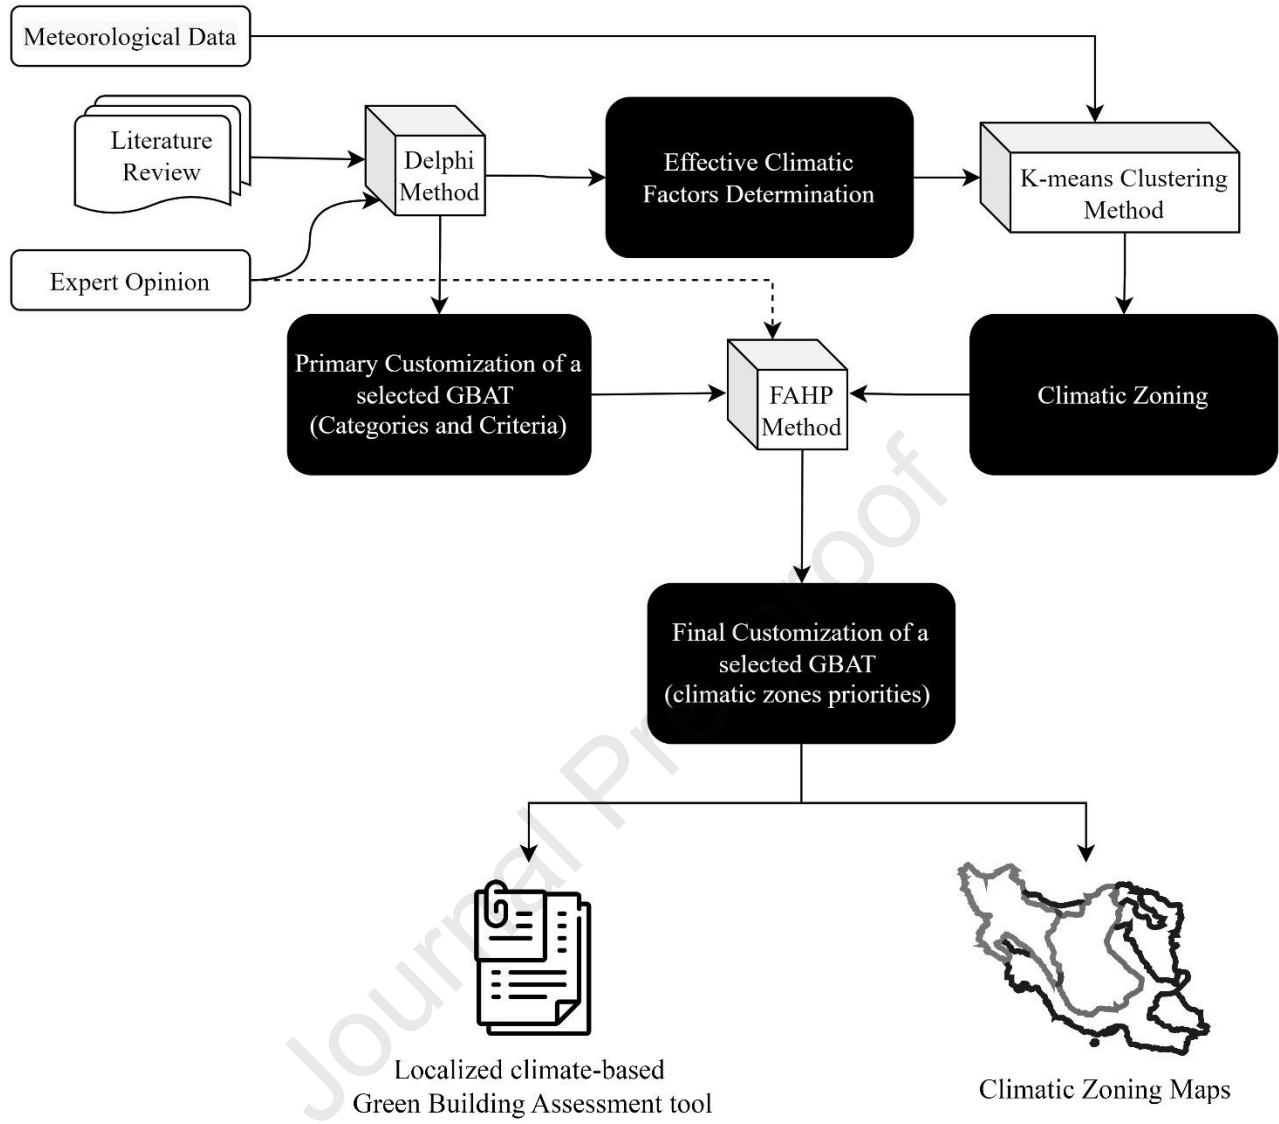 Meteorological Data
Literature
Review
Delphi
Method
Effective Climatic
Factors Determination
K-means Clustering
Method
Expert Opinion
Primary Customization of a
selected GBAT
(Categories and Criteria)
FAHP
Method
Climatic Zoning
Final Customization of a
selected GBAT
(climatic zones priorities)
Localized climate-based
Green Building Assessment tool
Climatic Zoning Maps
Journal Pre-proof